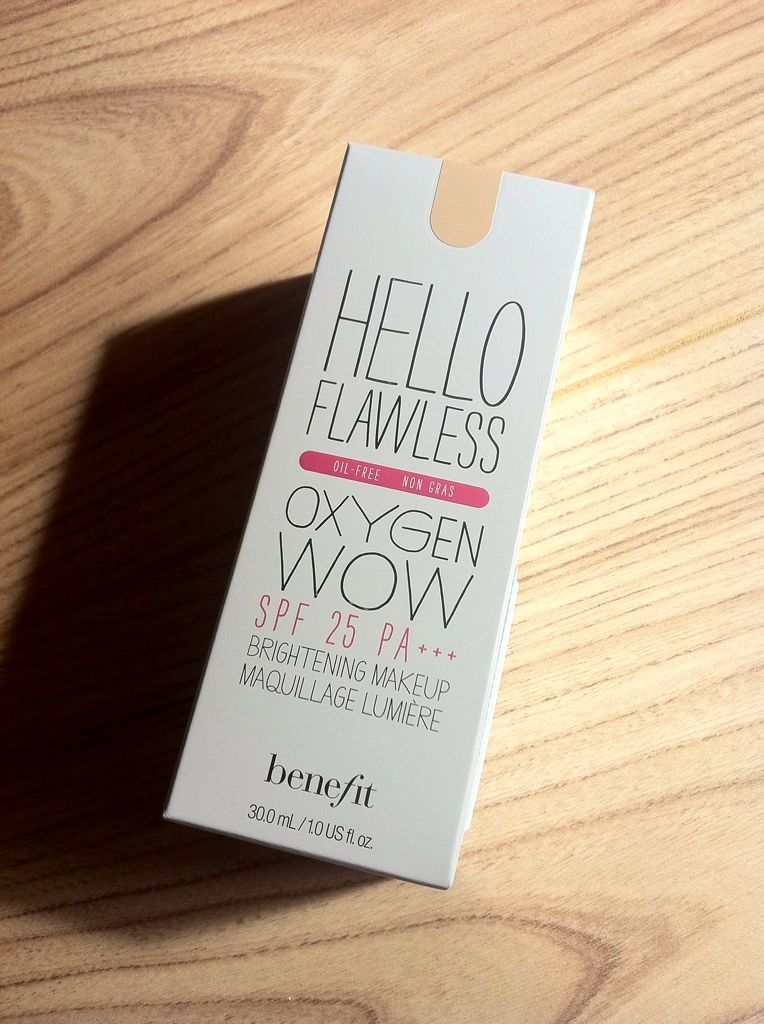 HELLO
FLAWLESS
OIL-FREE NON GRAS
OXYGEN
WOW
SPF 25 PA+++
BRIGHTENING MAKEUP
MAQUILLAGE LUMIÈRE
benefit
30.0 mL / 1.0 US fl. oz.